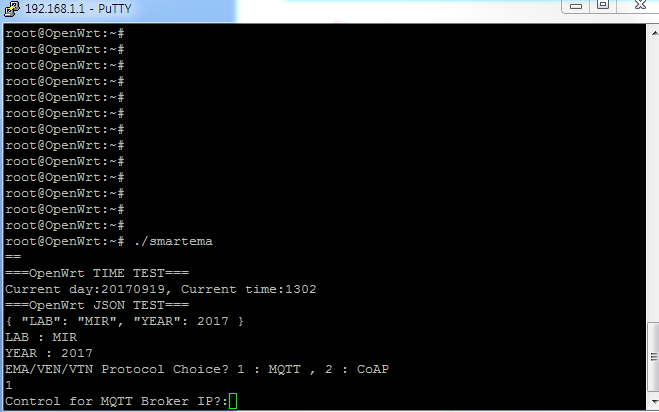 192.168.1.1 - PuTTY
root@OpenWrt:~#
root@OpenWrt:~#
root@OpenWrt:~#
root@OpenWrt:~#
root@OpenWrt:~#
root@OpenWrt:~#
root@OpenWrt:~#
root@OpenWrt:~#
root@OpenWrt:~#
root@OpenWrt:~#
root@OpenWrt:~#
root@OpenWrt:~#
root@OpenWrt:~#
root@OpenWrt:~# ./smartema
==
===OpenWrt TIME TEST===
Current day:20170919, Current time:1302
===OpenWrt JSON TEST===
{ "LAB": "MIR", "YEAR": 2017 }
LAB : MIR
YEAR : 2017
EMA/VEN/VTN Protocol Choice? 1 : MQTT , 2 : CoAP
1
Control for MQTT Broker IP?: